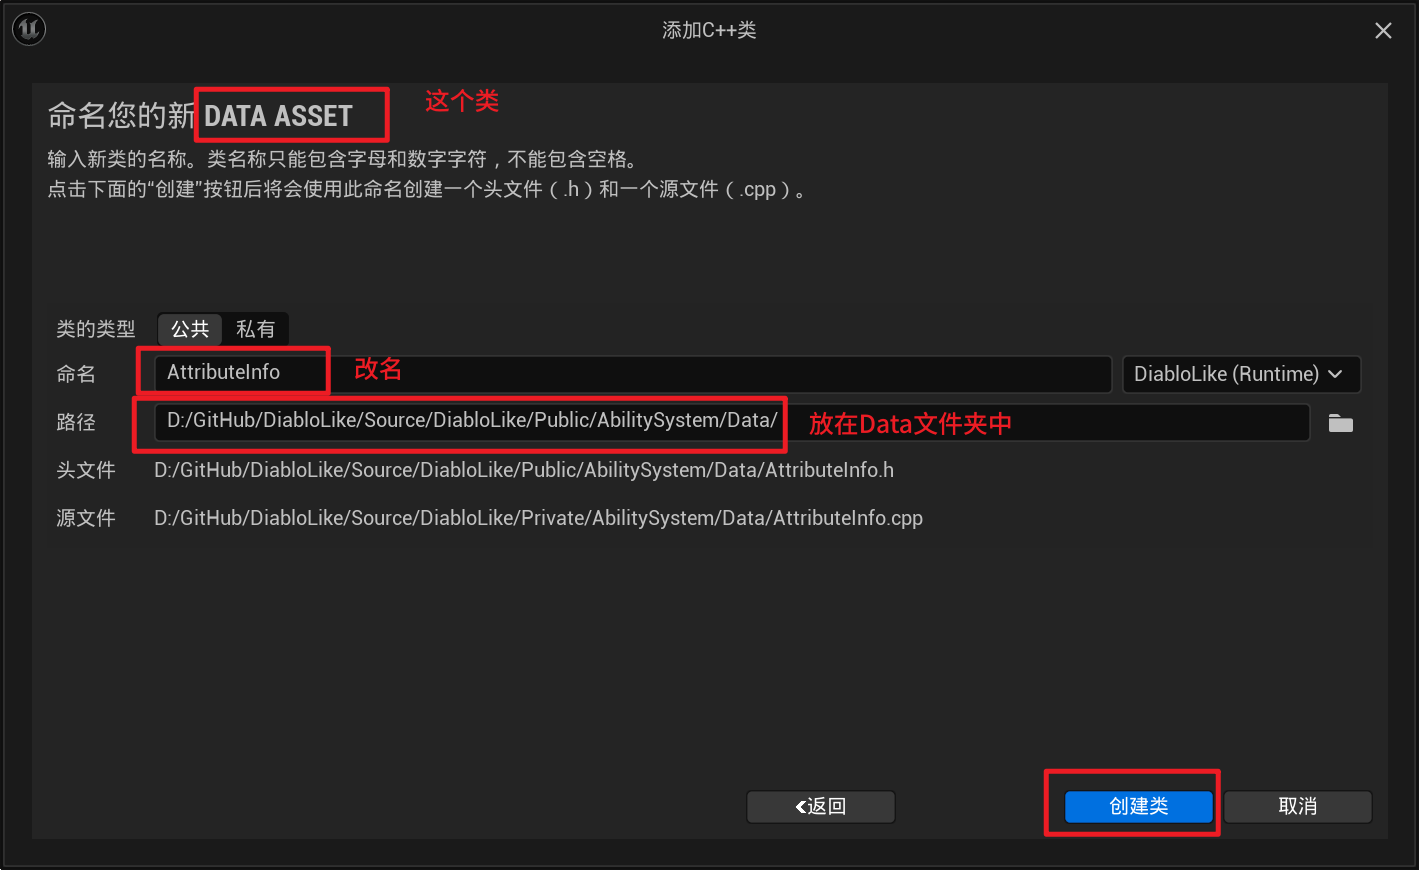 添加C++类
命名您的新 DATA ASSET 这个类
输入新类的名称。类名称只能包含字母和数字字符，不能包含空格。
点击下面的“创建”按钮后将会使用此命名创建一个头文件（.h）和一个源文件（.cpp）。
类的类型 公共 私有
命名 AttributeInfo 改名 DiabloLike (Runtime)
路径 D:/GitHub/DiabloLike/Source/DiabloLike/Public/AbilitySystem/Data/ 放在Data文件夹中
头文件 D:/GitHub/DiabloLike/Source/DiabloLike/Public/AbilitySystem/Data/AttributeInfo.h
源文件 D:/GitHub/DiabloLike/Source/DiabloLike/Private/AbilitySystem/Data/AttributeInfo.cpp
返回 创建类 取消